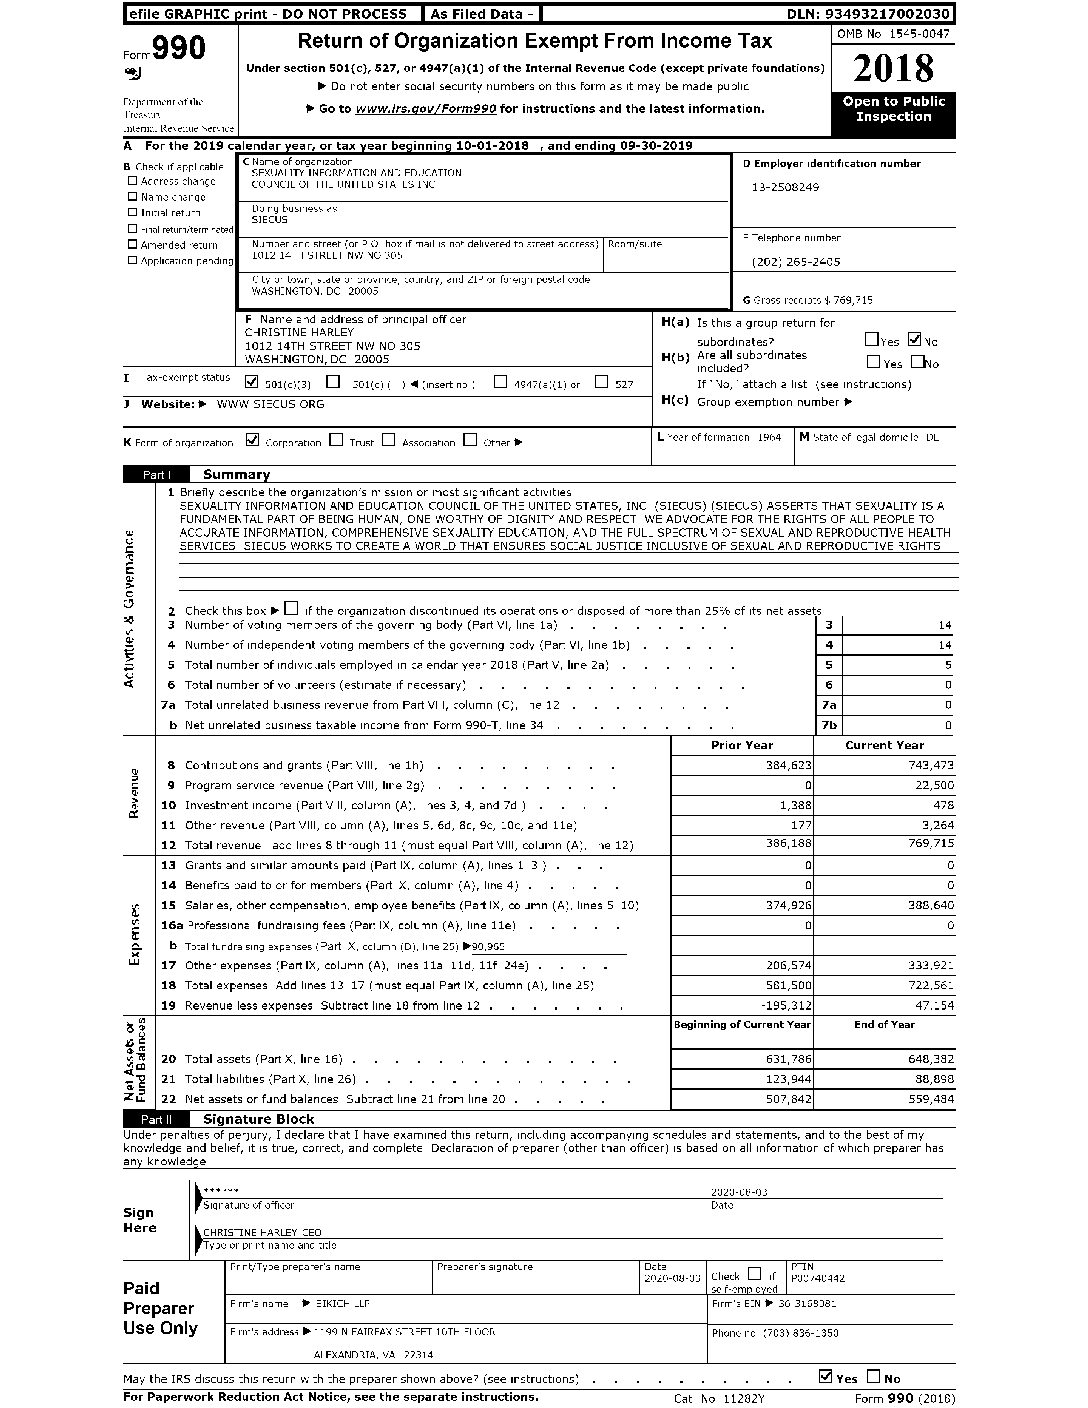 efile GRAPHIC print - DO NOT PROCESS | As Filed Data - | DLN: 93493217002030
Form 990
Department of the Treasury
Internal Revenue Service
Return of Organization Exempt From Income Tax
Under section 501(c), 527, or 4947(a)(1) of the Internal Revenue Code (except private foundations)
▶ Do not enter social security numbers on this form as it may be made public
▶ Go to www.irs.gov/Form990 for instructions and the latest information.
OMB No 1545-0047
2018
Open to Public Inspection
A For the 2019 calendar year, or tax year beginning 10-01-2018 , and ending 09-30-2019
B Check if applicable
☐ Address change
☐ Name change
☐ Initial return
☐ Final return/terminated
☐ Amended return
☐ Application pending
C Name of organization
SEXUALITY INFORMATION AND EDUCATION
COUNCIL OF THE UNITED STATES INC
Doing business as
SIECUS
Number and street (or P O box if mail is not delivered to street address) Room/suite
1012 14TH STREET NW NO 305
City or town, state or province, country, and ZIP or foreign postal code
WASHINGTON, DC 20005
D Employer identification number
13-2508249
E Telephone number
(202) 265-2405
G Gross receipts $ 769,715
F Name and address of principal officer
CHRISTINE HARLEY
1012 14TH STREET NW NO 305
WASHINGTON, DC 20005
H(a) Is this a group return for subordinates? ☐ Yes ☑ No
H(b) Are all subordinates included? ☐ Yes ☐ No
If "No," attach a list (see instructions)
H(c) Group exemption number ▶
I Tax-exempt status ☑ 501(c)(3) ☐ 501(c) ( ) ◀ (insert no ) ☐ 4947(a)(1) or ☐ 527
J Website: ▶ WWW SIECUS ORG
K Form of organization ☑ Corporation ☐ Trust ☐ Association ☐ Other ▶
L Year of formation 1964
M State of legal domicile DE
Part I Summary
Activities & Governance
1 Briefly describe the organization's mission or most significant activities
SEXUALITY INFORMATION AND EDUCATION COUNCIL OF THE UNITED STATES, INC (SIECUS) (SIECUS) ASSERTS THAT SEXUALITY IS A
FUNDAMENTAL PART OF BEING HUMAN, ONE WORTHY OF DIGNITY AND RESPECT WE ADVOCATE FOR THE RIGHTS OF ALL PEOPLE TO
ACCURATE INFORMATION, COMPREHENSIVE SEXUALITY EDUCATION, AND THE FULL SPECTRUM OF SEXUAL AND REPRODUCTIVE HEALTH
SERVICES SIECUS WORKS TO CREATE A WORLD THAT ENSURES SOCIAL JUSTICE INCLUSIVE OF SEXUAL AND REPRODUCTIVE RIGHTS
2 Check this box ▶ ☐ if the organization discontinued its operations or disposed of more than 25% of its net assets
3 Number of voting members of the governing body (Part VI, line 1a) . . . . . . . . 3 14
4 Number of independent voting members of the governing body (Part VI, line 1b) . . . . . 4 14
5 Total number of individuals employed in calendar year 2018 (Part V, line 2a) . . . . . . 5 5
6 Total number of volunteers (estimate if necessary) . . . . . . . . . . . . . 6 0
7a Total unrelated business revenue from Part VIII, column (C), line 12 . . . . . . . . 7a 0
b Net unrelated business taxable income from Form 990-T, line 34 . . . . . . . . . 7b 0
Prior Year Current Year
Revenue
8 Contributions and grants (Part VIII, line 1h) . . . . . . . . . 384,623 743,473
9 Program service revenue (Part VIII, line 2g) . . . . . . . . . 0 22,500
10 Investment income (Part VIII, column (A), lines 3, 4, and 7d ) . . . . 1,388 478
11 Other revenue (Part VIII, column (A), lines 5, 6d, 8c, 9c, 10c, and 11e) 177 3,264
12 Total revenue—add lines 8 through 11 (must equal Part VIII, column (A), line 12) 386,188 769,715
Expenses
13 Grants and similar amounts paid (Part IX, column (A), lines 1–3 ) . . . 0 0
14 Benefits paid to or for members (Part IX, column (A), line 4) . . . . . 0 0
15 Salaries, other compensation, employee benefits (Part IX, column (A), lines 5–10) 374,926 388,640
16a Professional fundraising fees (Part IX, column (A), line 11e) . . . . . 0 0
b Total fundraising expenses (Part IX, column (D), line 25) ▶90,965
17 Other expenses (Part IX, column (A), lines 11a–11d, 11f–24e) . . . . 206,574 333,921
18 Total expenses Add lines 13–17 (must equal Part IX, column (A), line 25) 581,500 722,561
19 Revenue less expenses Subtract line 18 from line 12 . . . . . . . -195,312 47,154
Net Assets or Fund Balances
Beginning of Current Year End of Year
20 Total assets (Part X, line 16) . . . . . . . . . . . . . 631,786 648,382
21 Total liabilities (Part X, line 26) . . . . . . . . . . . . . 123,944 88,898
22 Net assets or fund balances Subtract line 21 from line 20 . . . . . 507,842 559,484
Part II Signature Block
Under penalties of perjury, I declare that I have examined this return, including accompanying schedules and statements, and to the best of my
knowledge and belief, it is true, correct, and complete Declaration of preparer (other than officer) is based on all information of which preparer has
any knowledge
Sign Here
****** 2020-08-03
Signature of officer Date
CHRISTINE HARLEY CEO
Type or print name and title
Paid Preparer Use Only
Print/Type preparer's name
Preparer's signature
Date
2020-08-03
Check ☐ if self-employed
PTIN
P00740442
Firm's name ▶
Firm's EIN ▶ 36-3168081
Firm's address ▶ 1199 N FAIRFAX STREET 10TH FLOOR
ALEXANDRIA, VA 22314
Phone no (703) 836-1350
May the IRS discuss this return with the preparer shown above? (see instructions) . . . . . . . . . . ☑ Yes ☐ No
For Paperwork Reduction Act Notice, see the separate instructions. Cat No 11282Y Form 990 (2018)